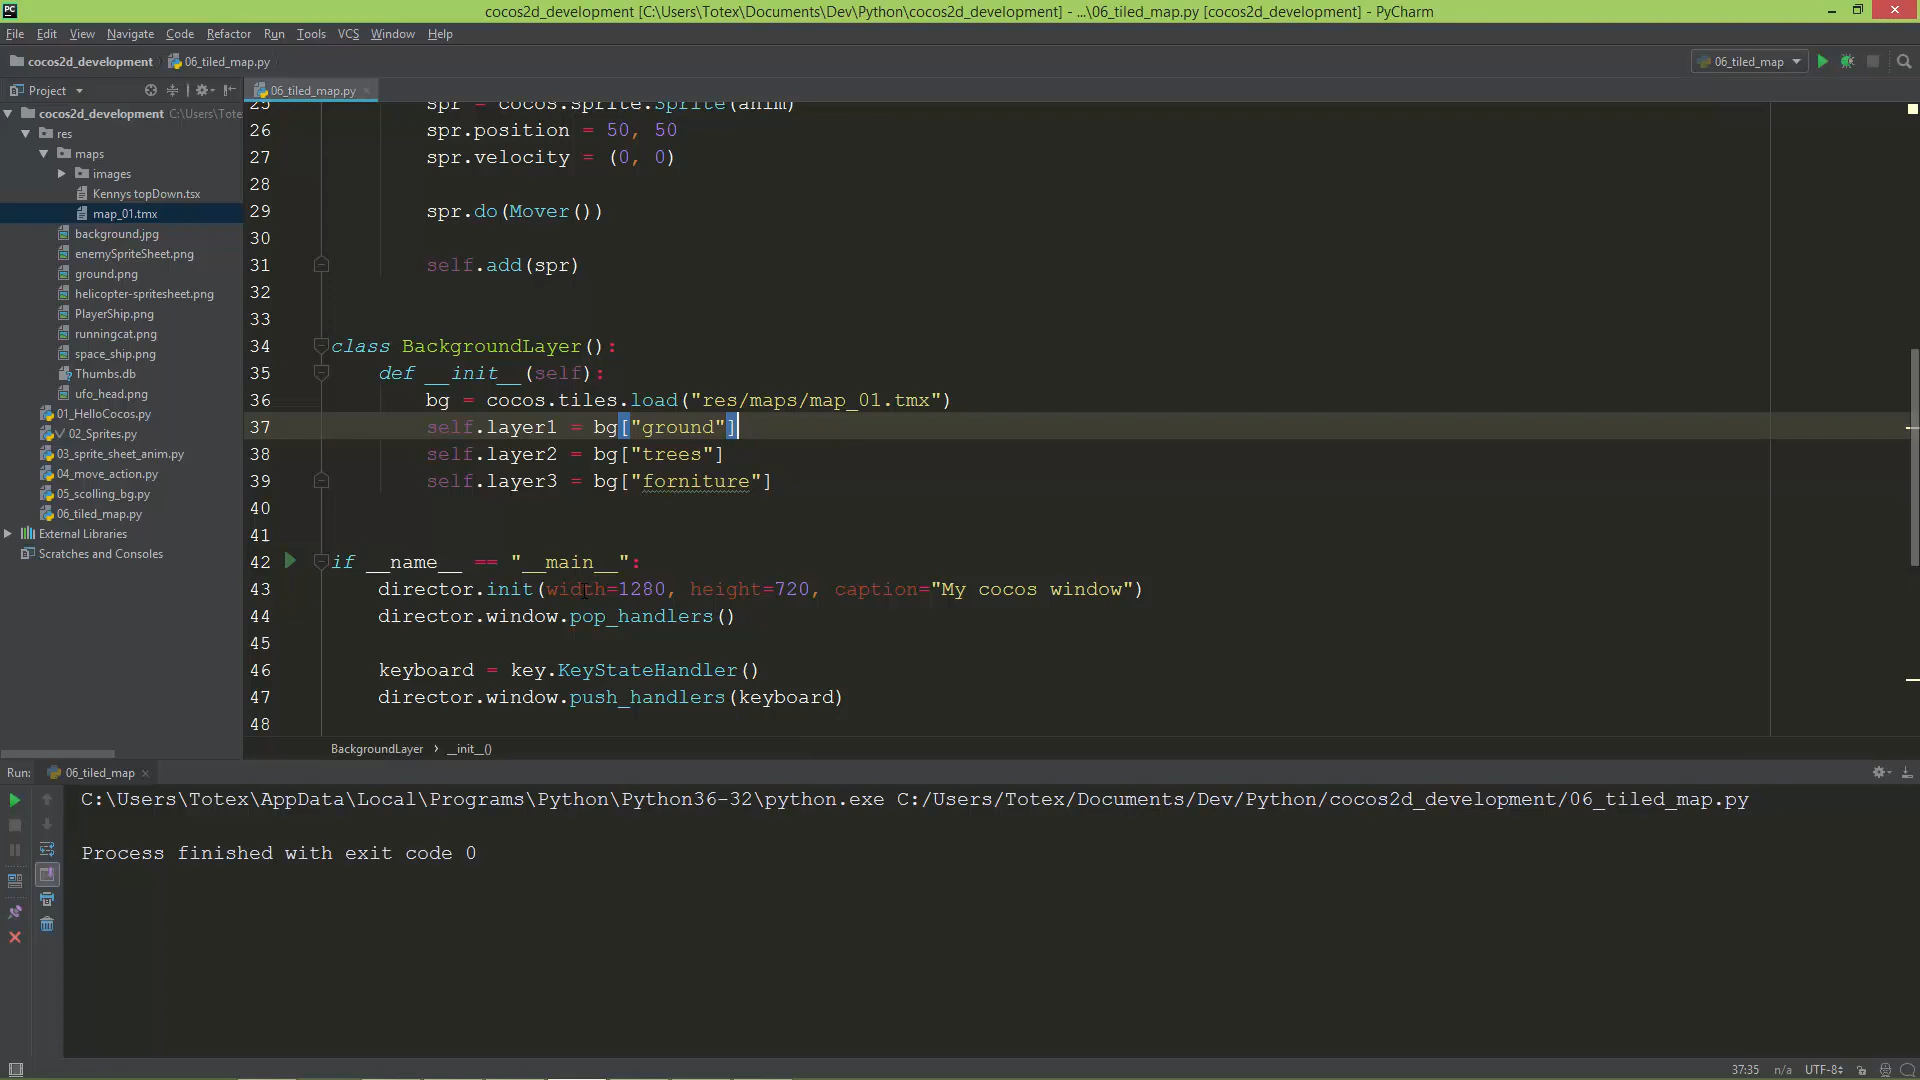 PC
cocos2d_development [C:\Users\Totex\Documents\Dev\Python\cocos2d_development] - ...\06_tiled_map.py [cocos2d_development] - PyCharm
File Edit View Navigate Code Refactor Run Tools VCS Window Help
cocos2d_development 06_tiled_map.py
06_tiled_map
Project
06_tiled_map.py
cocos2d_development C:\Users\Tote
res
maps
images
Kennys topDown.tsx
map_01.tmx
background.jpg
enemySpriteSheet.png
ground.png
helicopter-spritesheet.png
PlayerShip.png
runningcat.png
space_ship.png
Thumbs.db
ufo_head.png
01_HelloCocos.py
02_Sprites.py
03_sprite_sheet_anim.py
04_move_action.py
05_scolling_bg.py
06_tiled_map.py
External Libraries
Scratches and Consoles
25 spr = cocos.sprite.Sprite(anim)
26 spr.position = 50, 50
27 spr.velocity = (0, 0)
28
29 spr.do(Mover())
30
31 self.add(spr)
32
33
34 class BackgroundLayer():
35 def __init__(self):
36 bg = cocos.tiles.load("res/maps/map_01.tmx")
37 self.layer1 = bg["ground"]
38 self.layer2 = bg["trees"]
39 self.layer3 = bg["forniture"]
40
41
42 if __name__ == "__main__":
43 director.init(width=1280, height=720, caption="My cocos window")
44 director.window.pop_handlers()
45
46 keyboard = key.KeyStateHandler()
47 director.window.push_handlers(keyboard)
48
BackgroundLayer › __init__()
Run: 06_tiled_map
C:\Users\Totex\AppData\Local\Programs\Python\Python36-32\python.exe C:/Users/Totex/Documents/Dev/Python/cocos2d_development/06_tiled_map.py
Process finished with exit code 0
37:35 n/a UTF-8